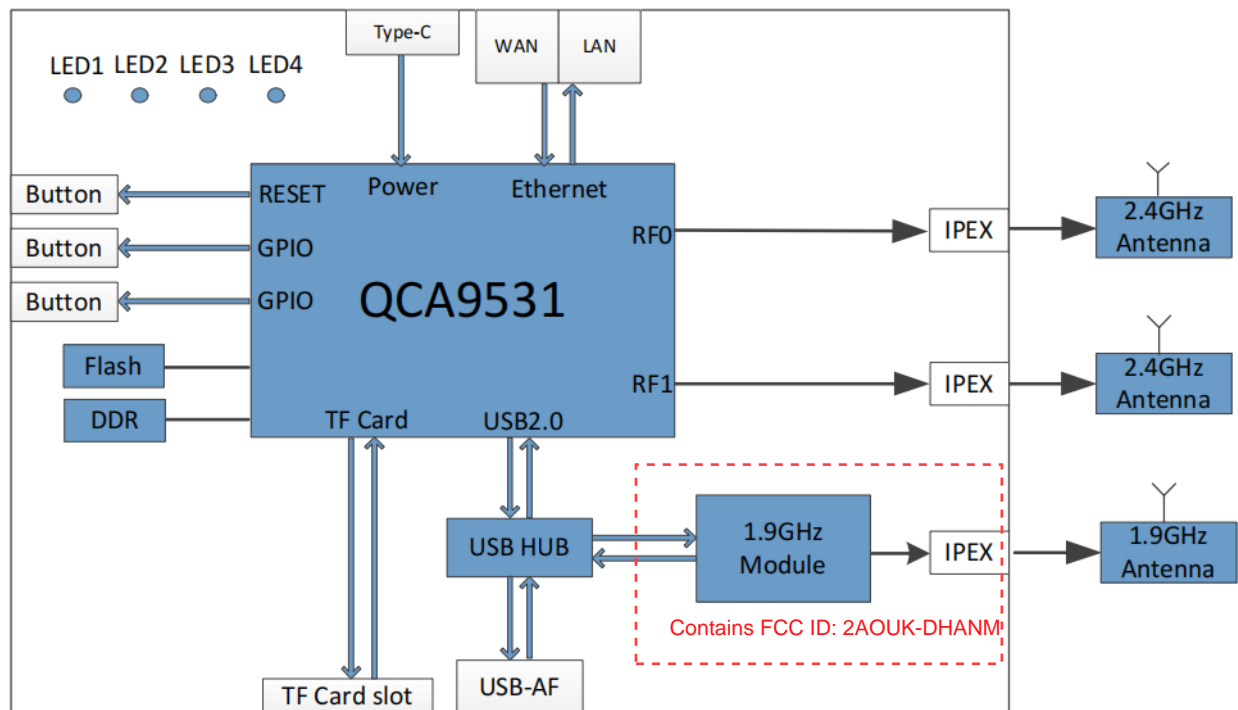 Type-C
WAN
LAN
LED1 LED2 LED3 LED4
Button
RESET
Power
Ethernet
2.4GHz
Antenna
RF0
IPEX
Button
GPIO
Button
GPIO
QCA9531
Flash
RF1
IPEX
2.4GHz
Antenna
DDR
TF Card
USB2.0
USB HUB
1.9GHz
Module
IPEX
1.9GHz
Antenna
Contains FCC ID: 2AOUK-DHANM
TF Card slot
USB-AF